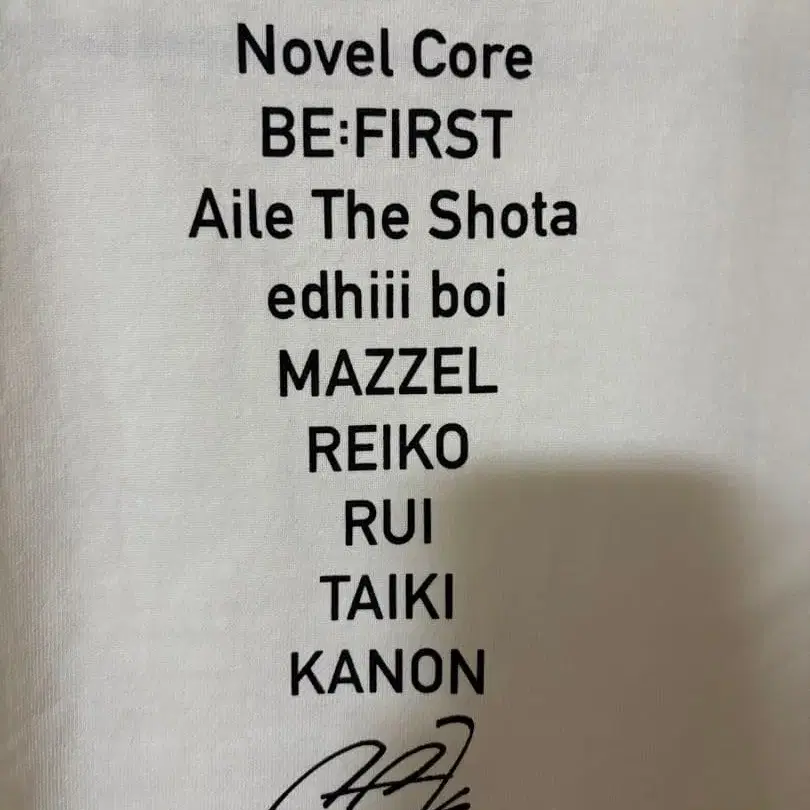 Novel Core
BE:FIRST
Aile The Shota
edhiii boi
MAZZEL
REIKO
RUI
TAIKI
KANON